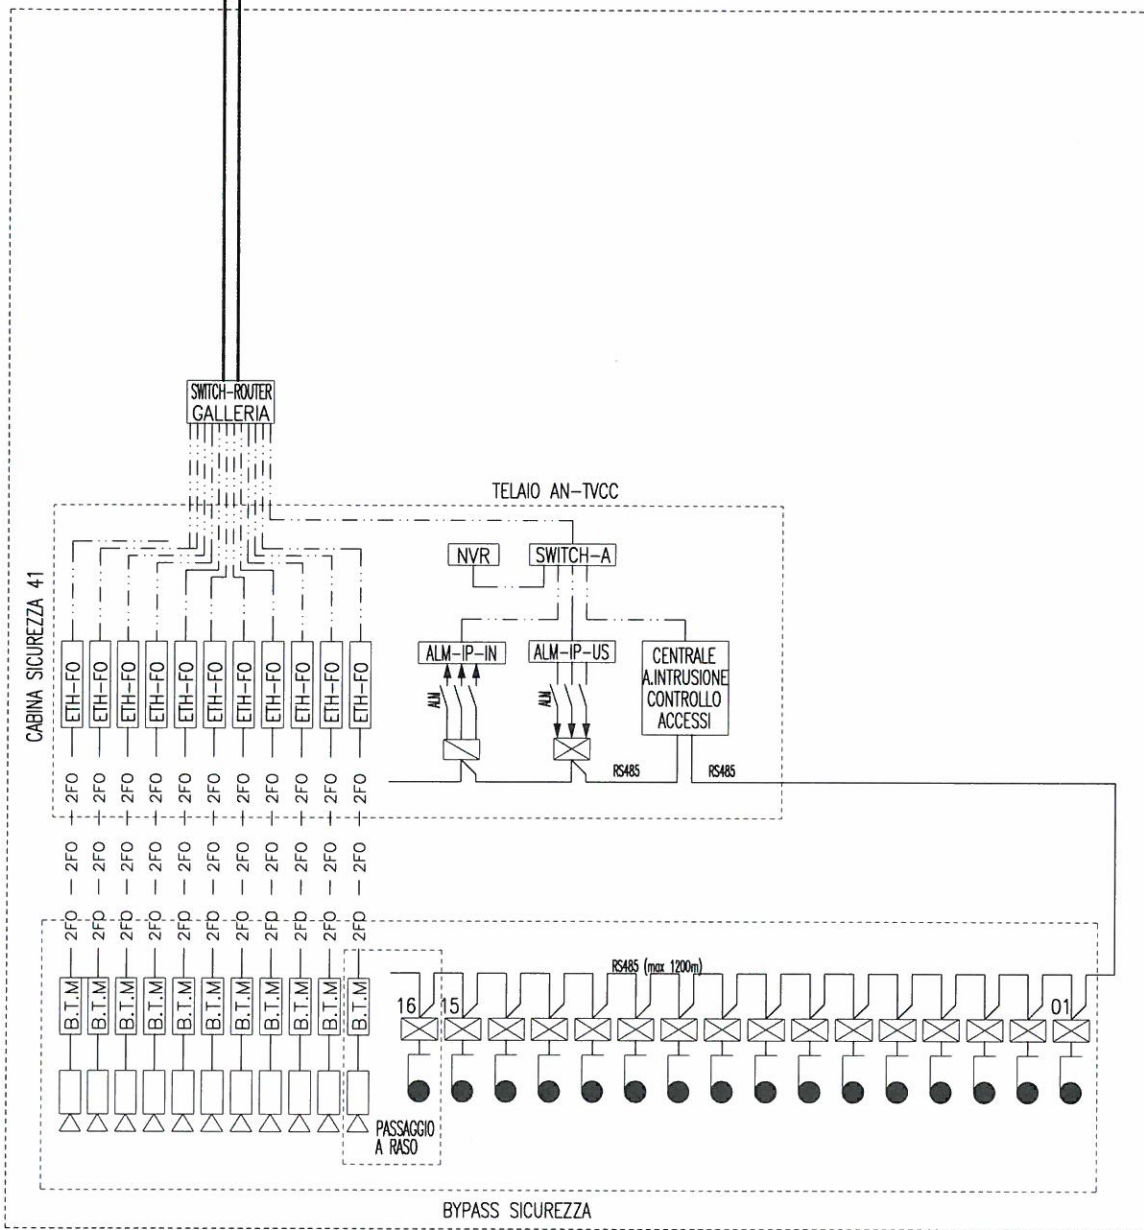 SWITCH-ROUTER
GALLERIA
TELAIO AN-TVCC
CABINA SICUREZZA 41
NVR
SWITCH-A
ALM-IP-IN
ALM-IP-US
CENTRALE
A.INTRUSIONE
CONTROLLO
ACCESSI
ETH-FO
ETH-FO
ETH-FO
ETH-FO
ETH-FO
ETH-FO
ETH-FO
ETH-FO
ETH-FO
ETH-FO
ETH-FO
ALM
ALM
RS485
RS485
2FO 2FO 2FO
2FO 2FO 2FO
2FO 2FO 2FO
2FO 2FO 2FO
2FO 2FO 2FO
2FO 2FO 2FO
2FO 2FO 2FO
2FO 2FO 2FO
2FO 2FO 2FO
2FO 2FO 2FO
2FO 2FO 2FO
B.T.M
B.T.M
B.T.M
B.T.M
B.T.M
B.T.M
B.T.M
B.T.M
B.T.M
B.T.M
B.T.M
RS485 (max 1200m)
16
15
01
PASSAGGIO
A RASO
BYPASS SICUREZZA